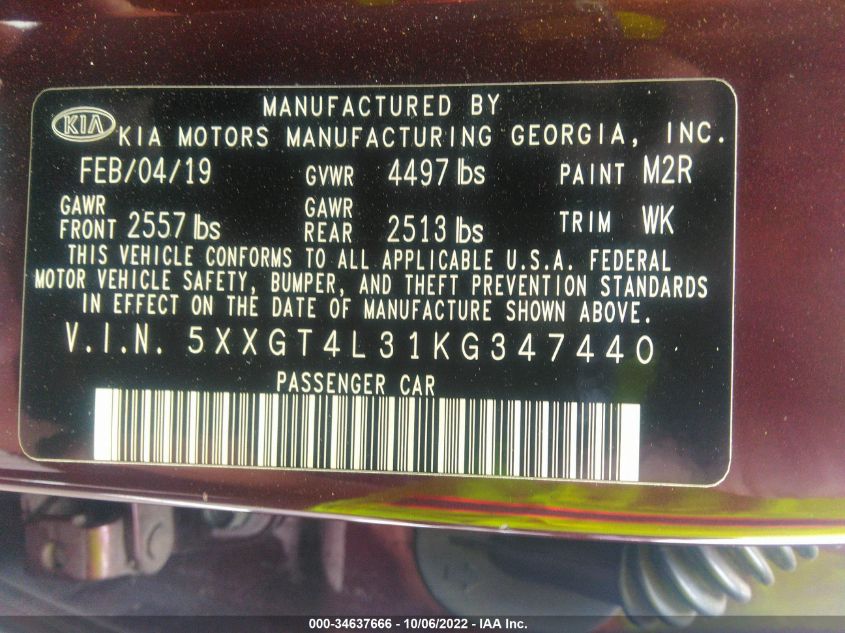 MANUFACTURED BY
KIA KIA MOTORS MANUFACTURING GEORGIA, INC.
FEB/04/19 GVWR 4497 lbs PAINT M2R
GAWR FRONT 2557 lbs GAWR REAR 2513 lbs TRIM WK
THIS VEHICLE CONFORMS TO ALL APPLICABLE U.S.A. FEDERAL
MOTOR VEHICLE SAFETY, BUMPER, AND THEFT PREVENTION STANDARDS
IN EFFECT ON THE DATE OF MANUFACTURE SHOWN ABOVE.
V.I.N. 5XXGT4L31KG347440
PASSENGER CAR
000-34637666 - 10/06/2022 - IAA Inc.